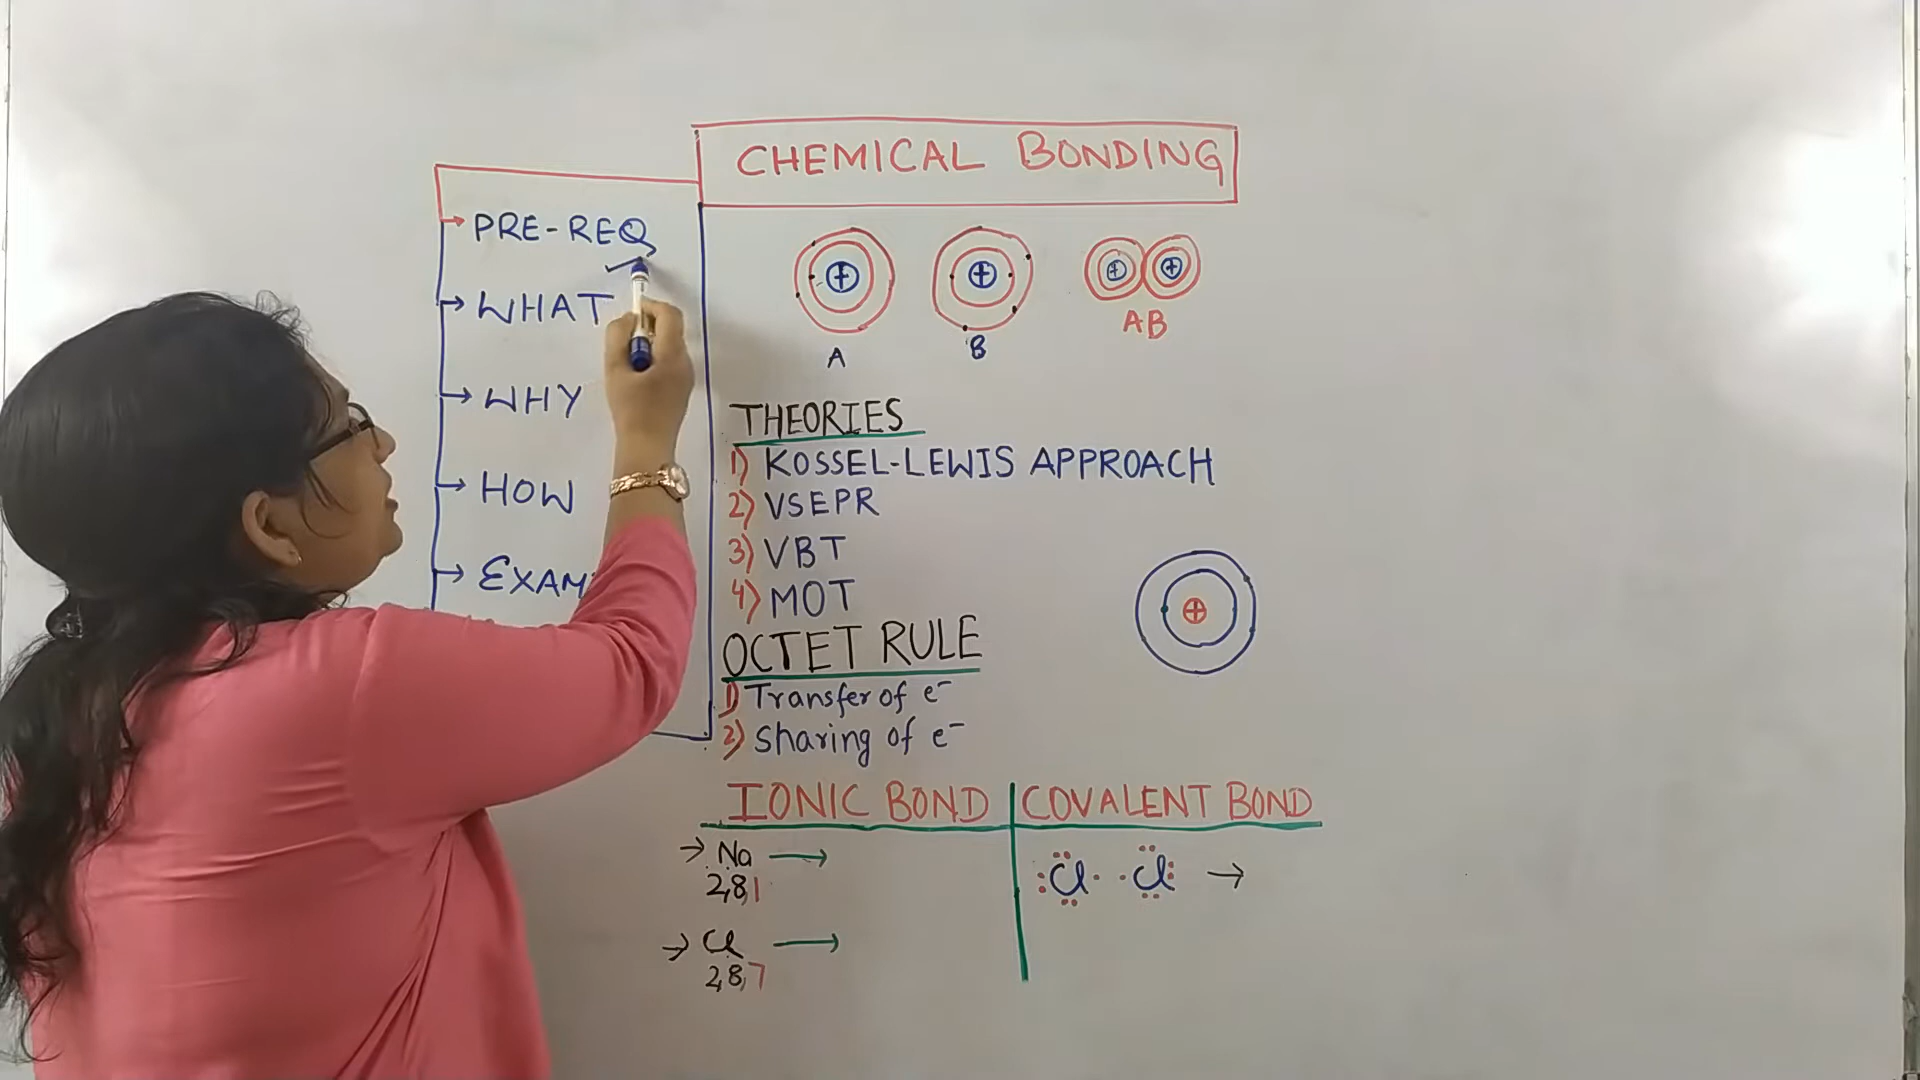 CHEMICAL BONDING
PRE-REQ
WHAT
WHY
HOW
EXAM
+
+
+ +
A
B
AB
THEORIES
1) KOSSEL-LEWIS APPROACH
2) VSEPR
3) VBT
4) MOT
+
OCTET RULE
1) Transfer of e⁻
2) Sharing of e⁻
IONIC BOND
→ Na →
2,8,1
→ Cl →
2,8,7
COVALENT BOND
Cl Cl →